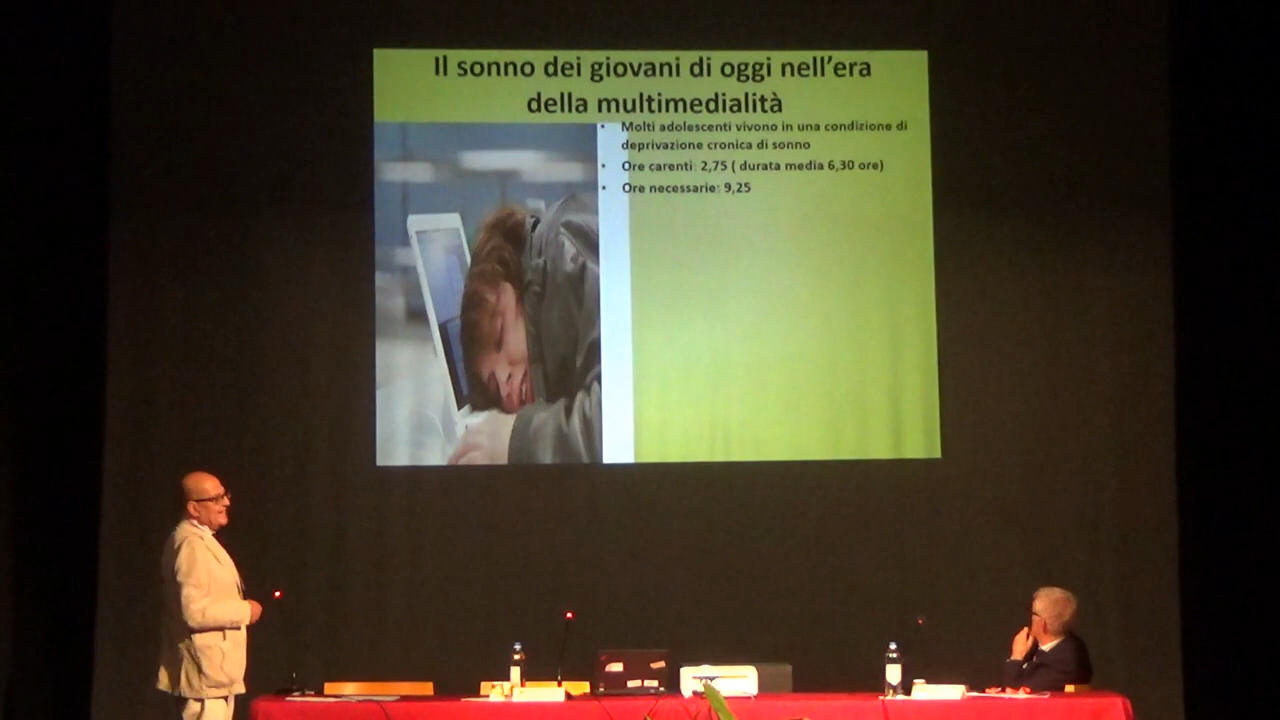 Il sonno dei giovani di oggi nell'era
della multimedialità
• Molti adolescenti vivono in una condizione di
deprivazione cronica di sonno
• Ore carenti: 2,75 ( durata media 6,30 ore)
• Ore necessarie: 9,25